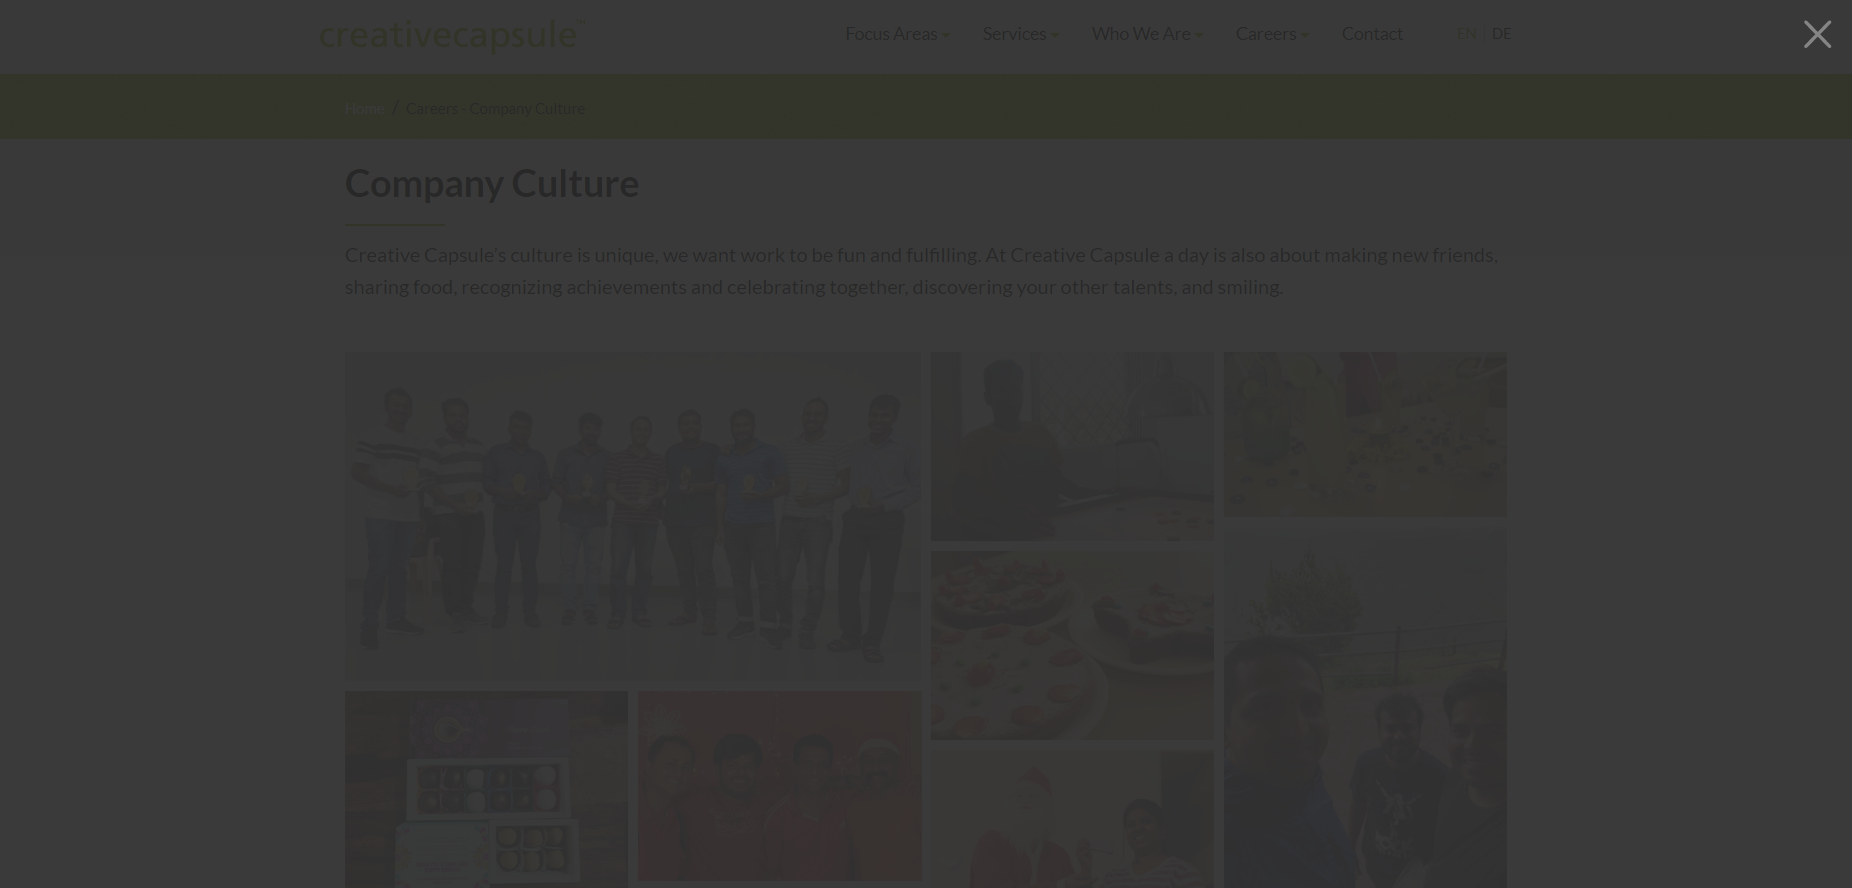 creativecapsule™
Focus Areas
Services
Who We Are
Careers
Contact
EN | DE
Home / Careers - Company Culture
Company Culture
Creative Capsule's culture is unique, we want work to be fun and fulfilling. At Creative Capsule a day is also about making new friends,
sharing food, recognizing achievements and celebrating together, discovering your other talents, and smiling.